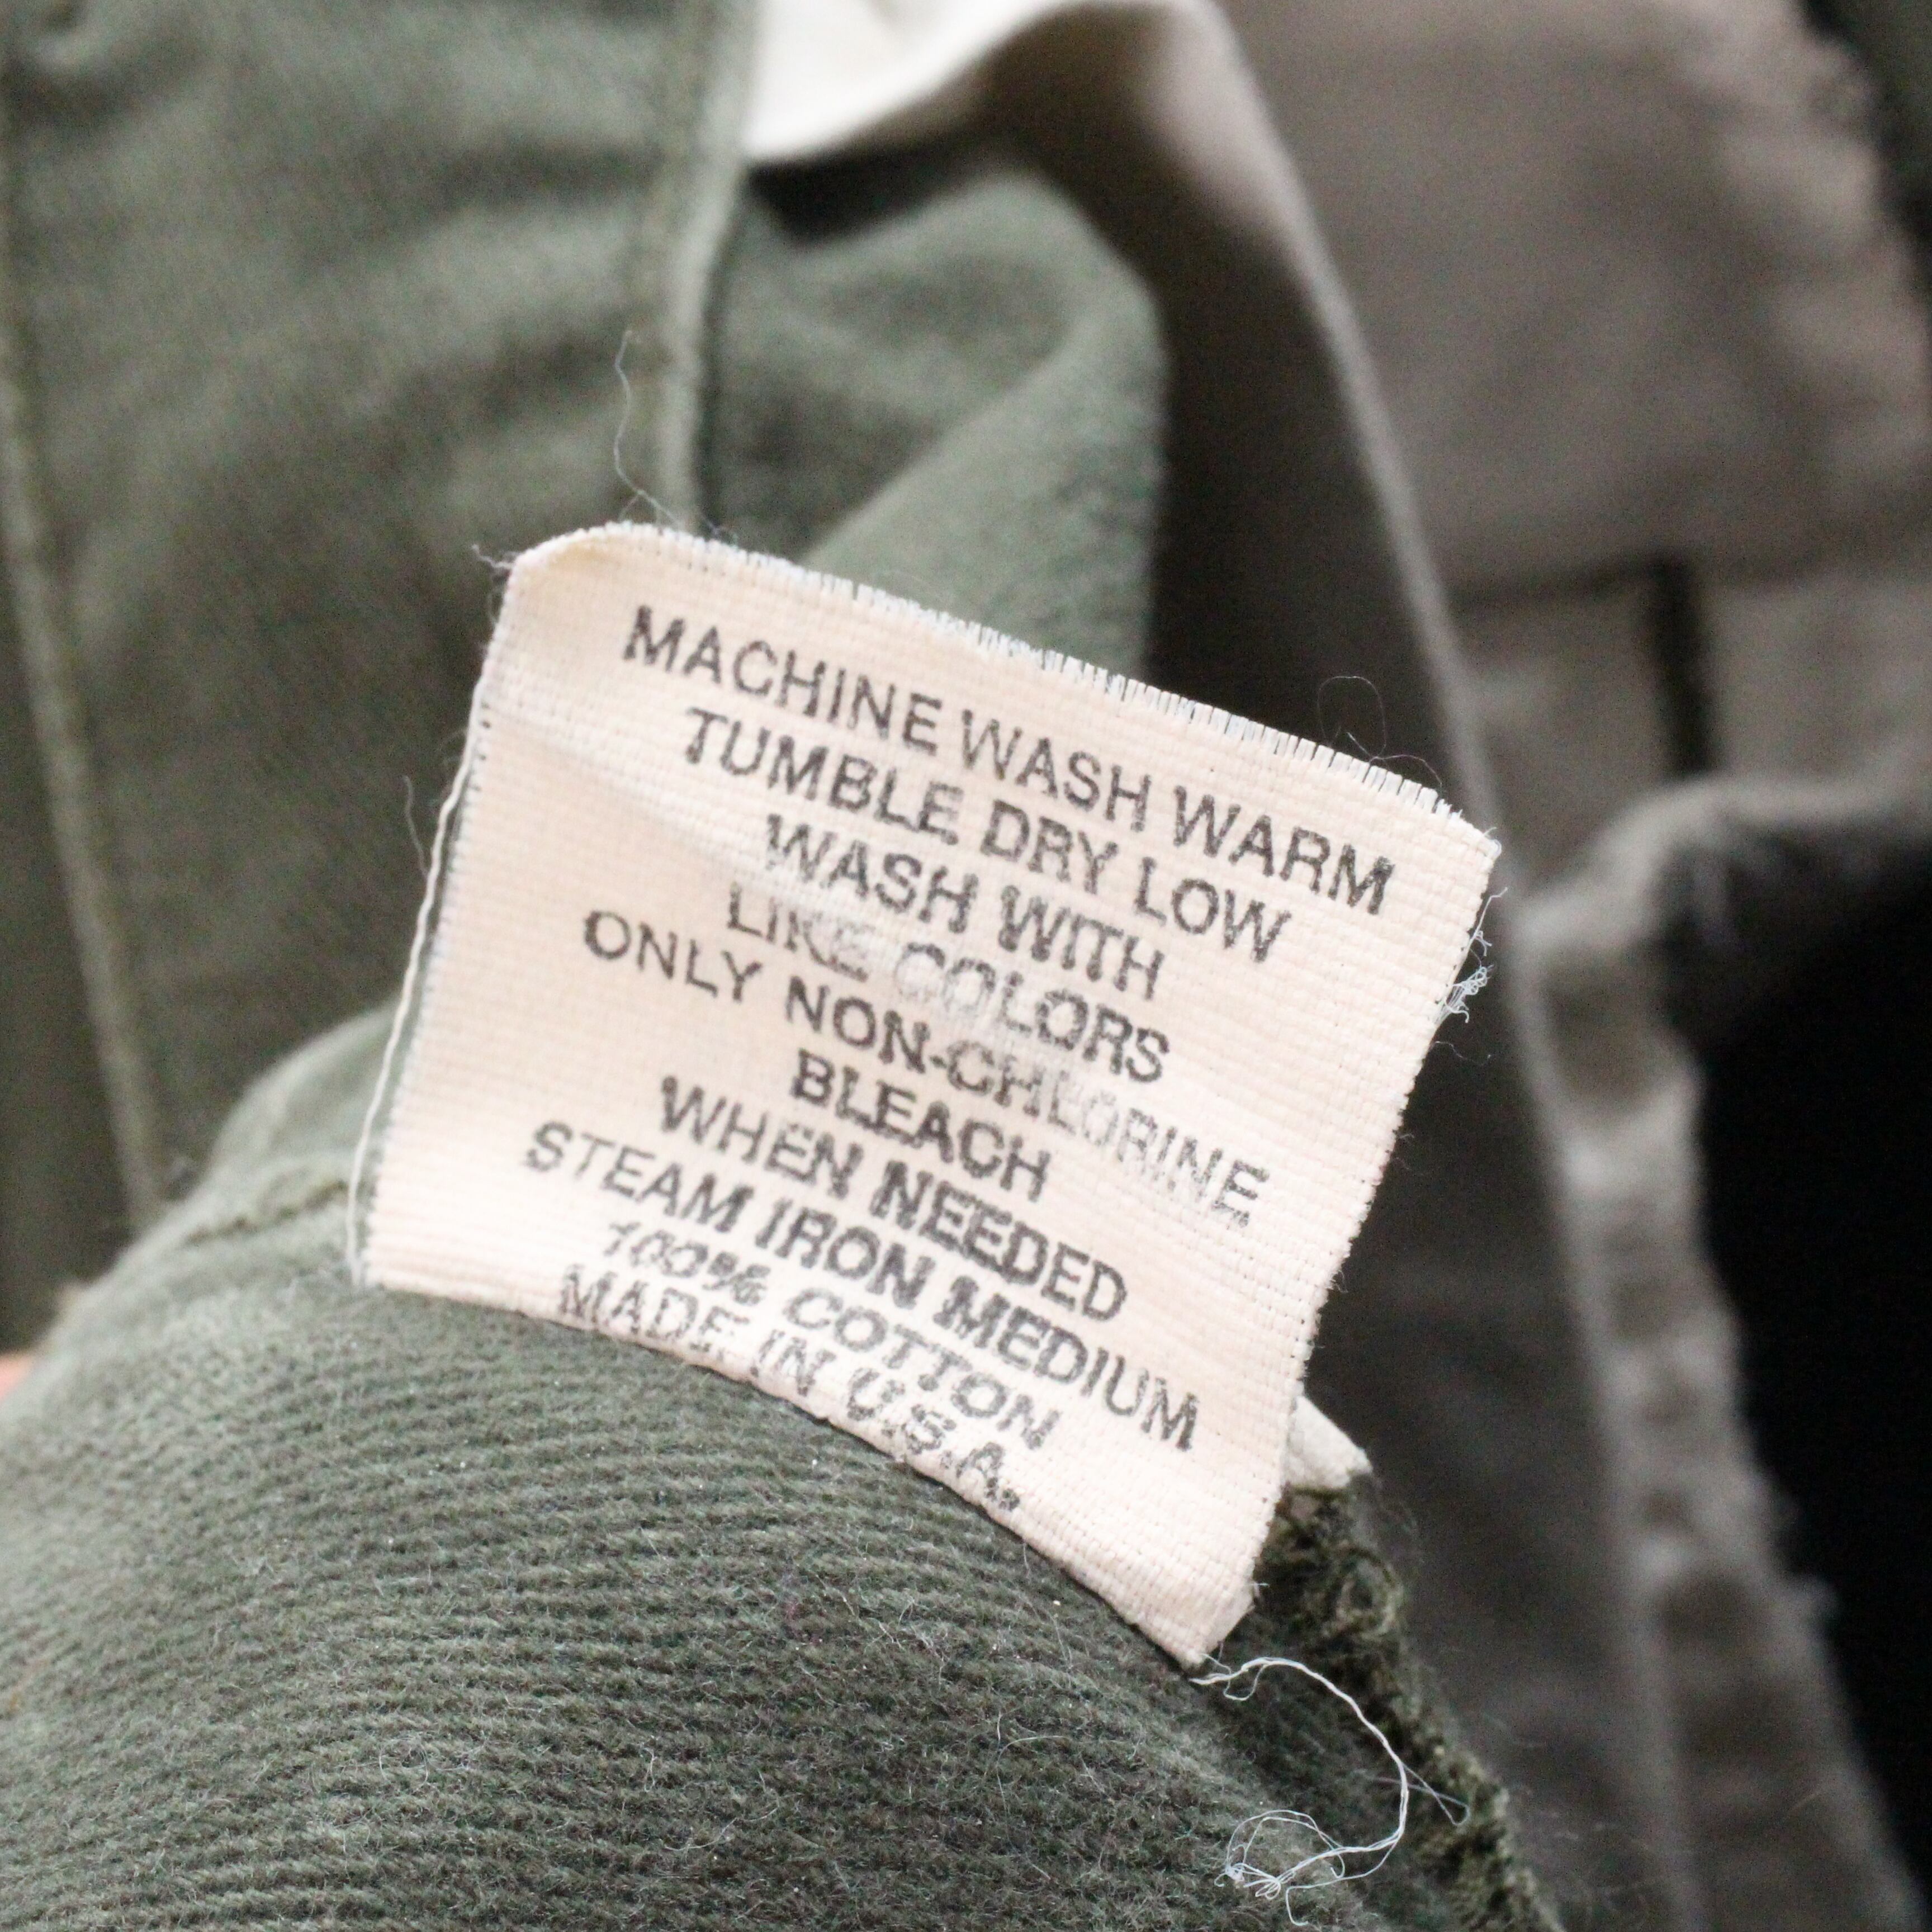 MACHINE WASH WARM
TUMBLE DRY LOW
WASH WITH
LIKE COLORS
ONLY NON-CHLORINE
BLEACH
WHEN NEEDED
STEAM IRON MEDIUM
100% COTTON
MADE IN U.S.A.